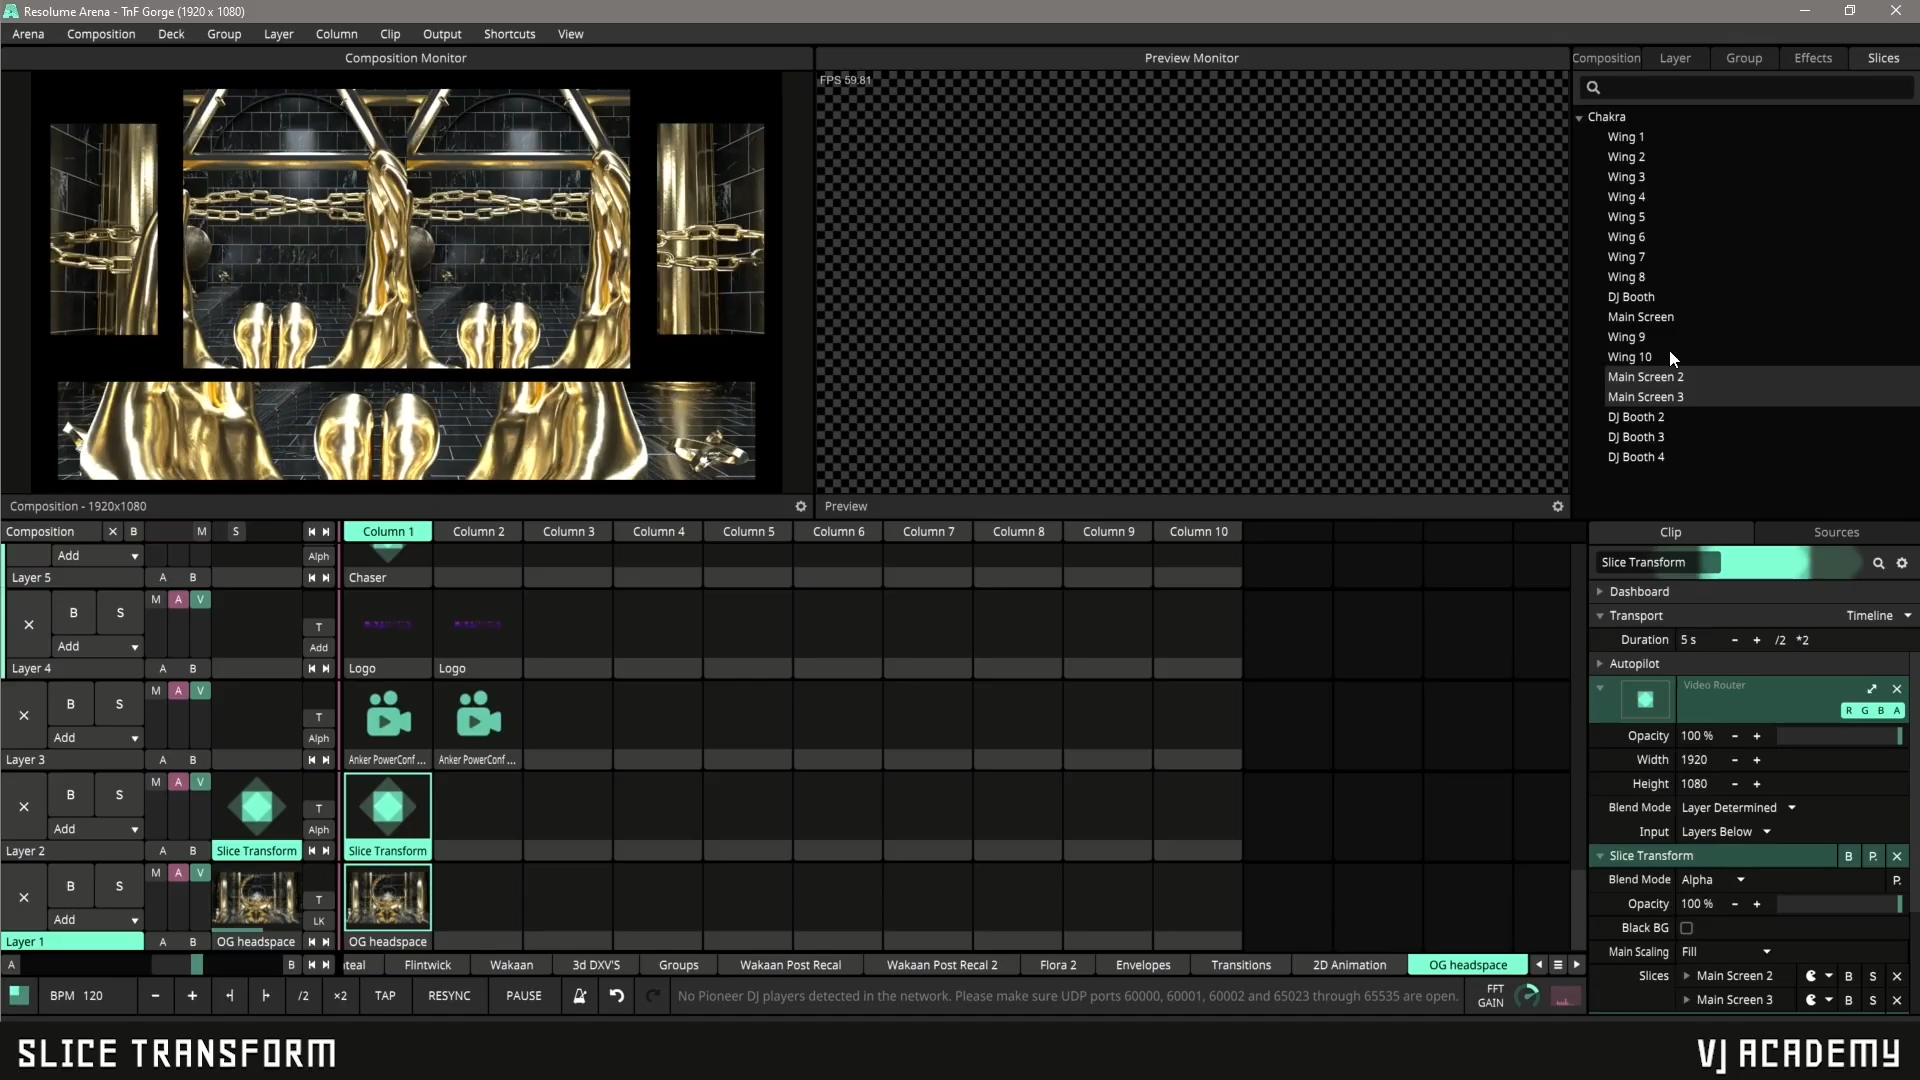 Resolume Arena - TnF Gorge (1920 x 1080)
Arena Composition Deck Group Layer Column Clip Output Shortcuts View
Composition Monitor
Preview Monitor
Composition Layer Group Effects Slices
FPS 59.81
Chakra
Wing 1
Wing 2
Wing 3
Wing 4
Wing 5
Wing 6
Wing 7
Wing 8
DJ Booth
Main Screen
Wing 9
Wing 10
Main Screen 2
Main Screen 3
DJ Booth 2
DJ Booth 3
DJ Booth 4
Composition - 1920x1080
Preview
Composition X B M S
Column 1 Column 2 Column 3 Column 4 Column 5 Column 6 Column 7 Column 8 Column 9 Column 10
Add Alph
Layer 5 A B Chaser
M A V
B S T
Add Add
Layer 4 A B Logo Logo
M A V
B S T
Add Alph
Layer 3 A B Anker PowerConf ... Anker PowerConf ...
M A V
B S T
Add Alph
Layer 2 A B Slice Transform Slice Transform
M A V
B S T
Add LK
Layer 1 A B OG headspace OG headspace
A B teal Flintwick Wakaan 3d DXV'S Groups Wakaan Post Recal Wakaan Post Recal 2 Flora 2 Envelopes Transitions 2D Animation OG headspace
BPM 120 - + /2 ×2 TAP RESYNC PAUSE No Pioneer DJ players detected in the network. Please make sure UDP ports 60000, 60001, 60002 and 65023 through 65535 are open. FFT GAIN
Clip Sources
Slice Transform
Dashboard
Transport Timeline
Duration 5 s - + /2 *2
Autopilot
Video Router
R G B A
Opacity 100 % - +
Width 1920 - +
Height 1080 - +
Blend Mode Layer Determined
Input Layers Below
Slice Transform B P. X
Blend Mode Alpha P.
Opacity 100 % - +
Black BG
Main Scaling Fill
Slices Main Screen 2 B S X
Main Screen 3 B S X
SLICE TRANSFORM
VJ ACADEMY